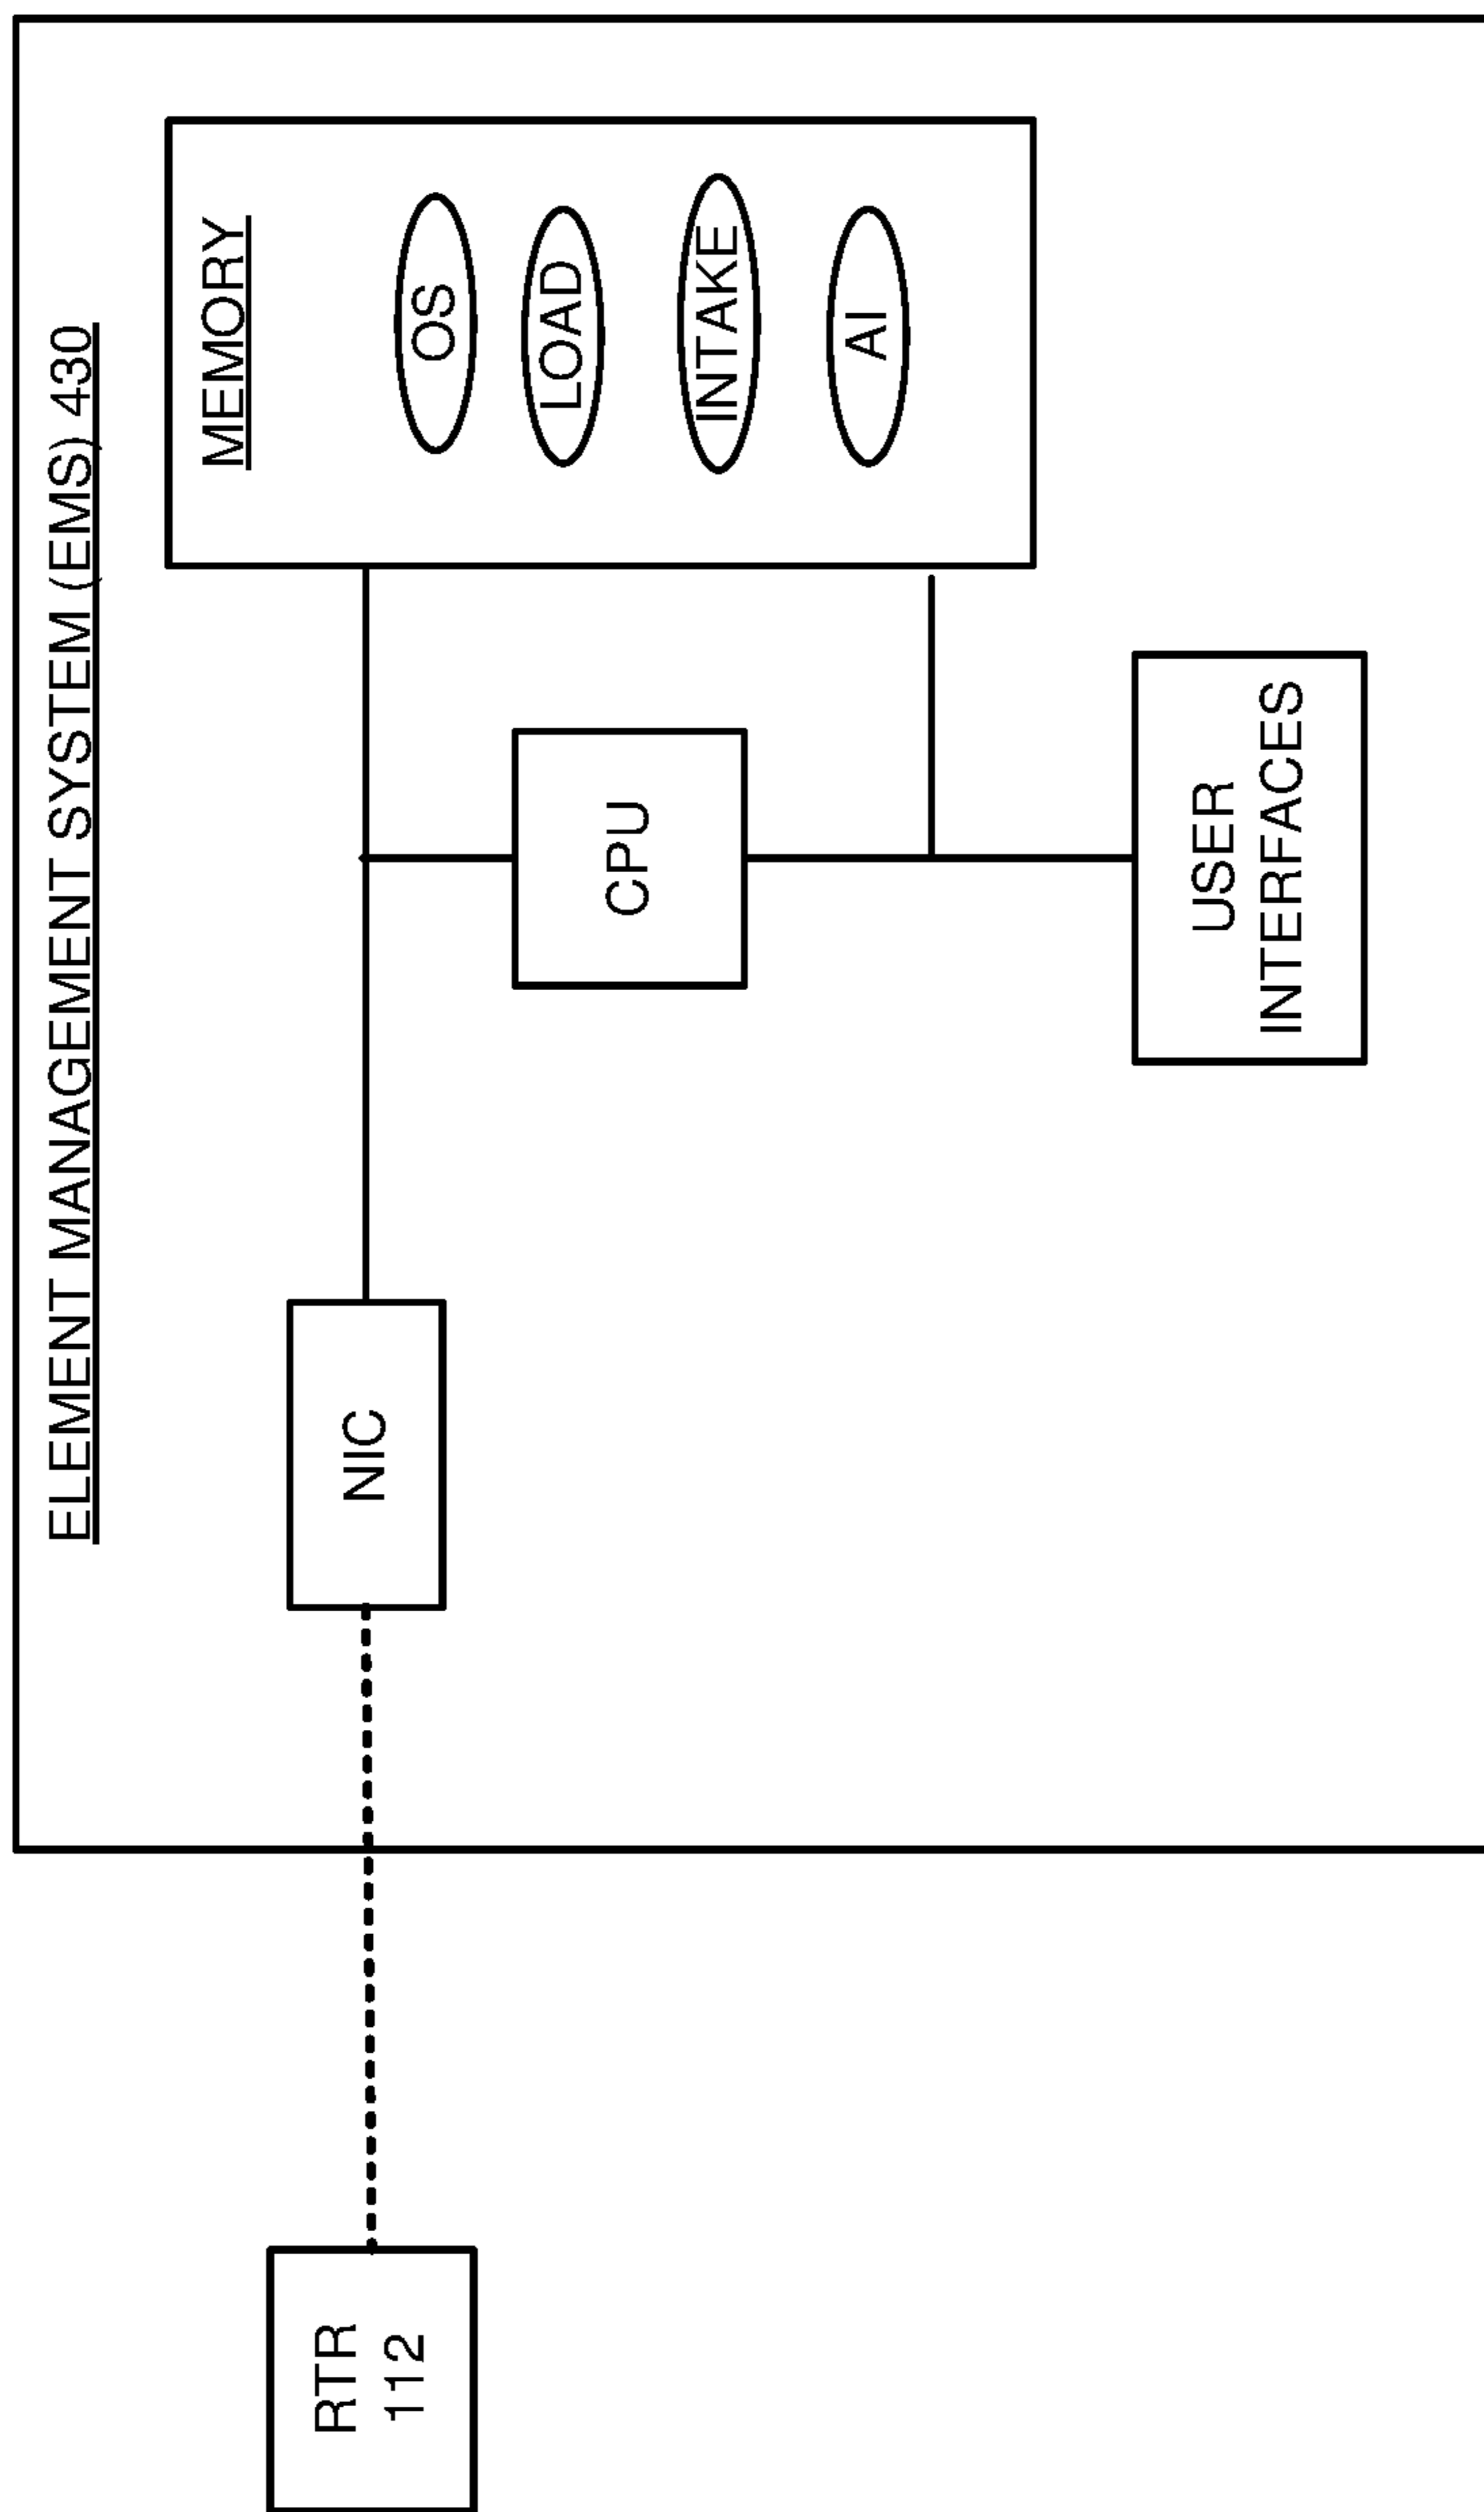 ELEMENT MANAGEMENT SYSTEM (EMS) 430
MEMORY
OS
LOAD
INTAKE
AI
CPU
USER
INTERFACES
NIC
RTR
112